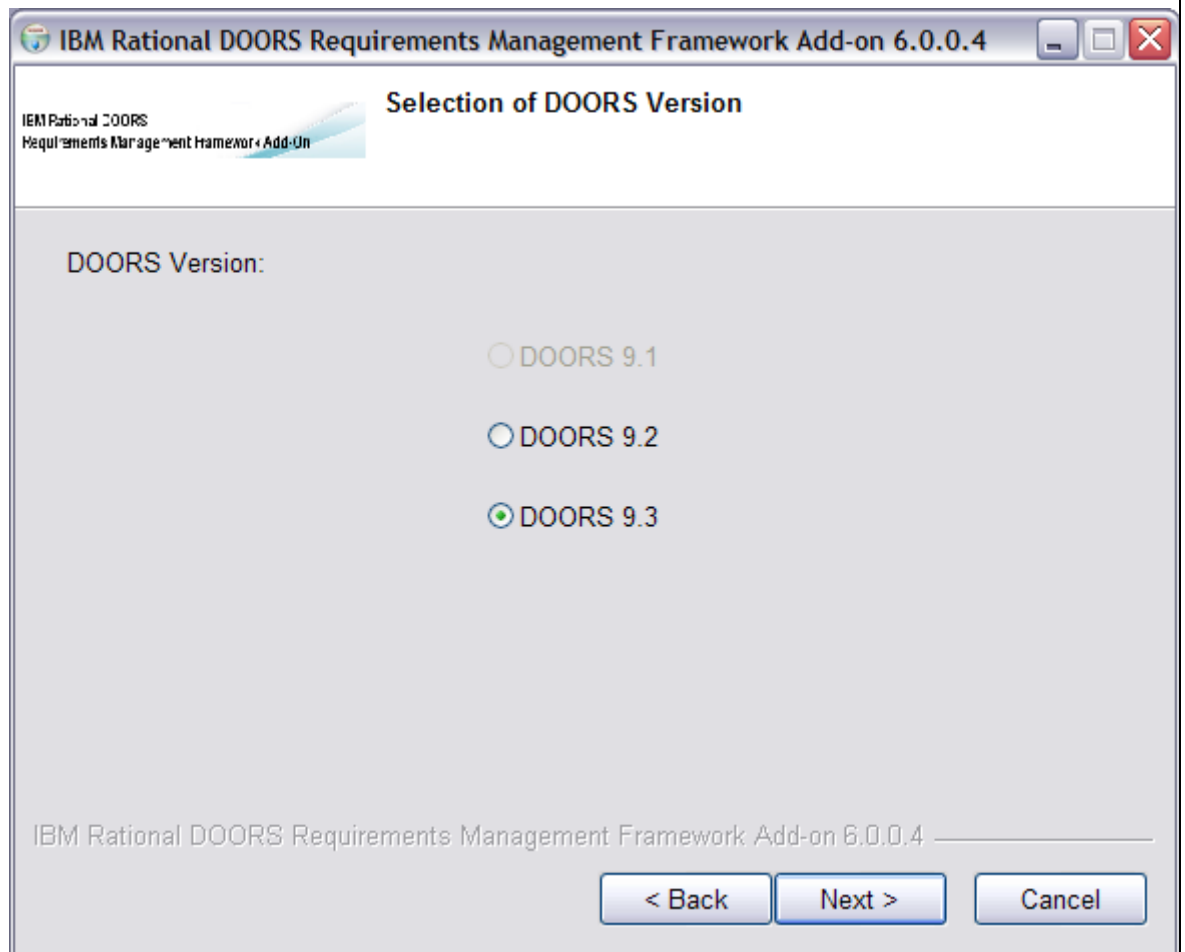 IBM Rational DOORS Requirements Management Framework Add-on 6.0.0.4
IBM Rational DOORS
Requirements Management Framework Add-On
Selection of DOORS Version
DOORS Version:
DOORS 9.1
DOORS 9.2
DOORS 9.3
IBM Rational DOORS Requirements Management Framework Add-on 6.0.0.4
< Back
Next >
Cancel